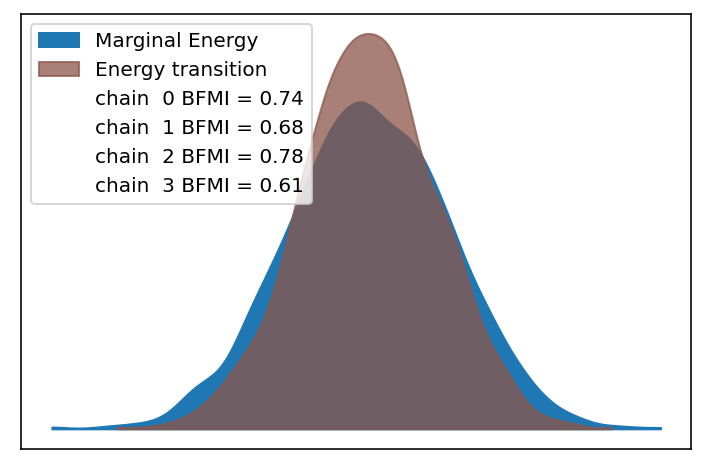 Marginal Energy
Energy transition
chain  0 BFMI = 0.74
chain  1 BFMI = 0.68
chain  2 BFMI = 0.78
chain  3 BFMI = 0.61